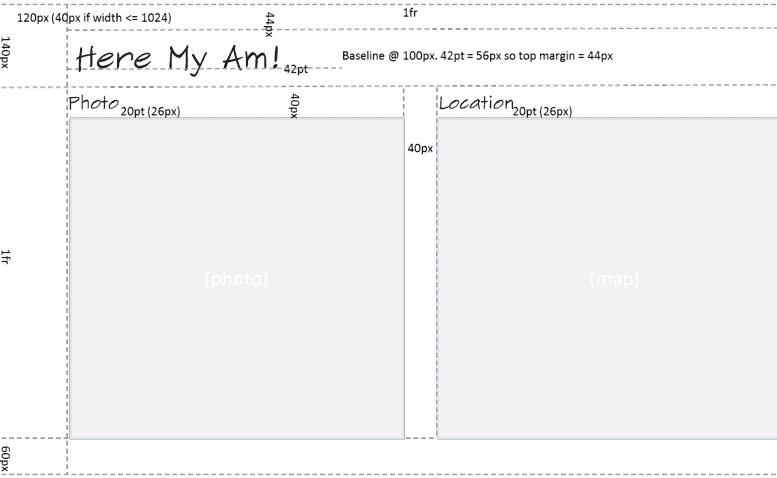 120px (40px if width <= 1024)
44px
1fr
140px
Here My Am!
42pt
Baseline @ 100px. 42pt = 56px so top margin = 44px
Photo
20pt (26px)
40px
Location
20pt (26px)
40px
1fr
(photo)
(map)
60px